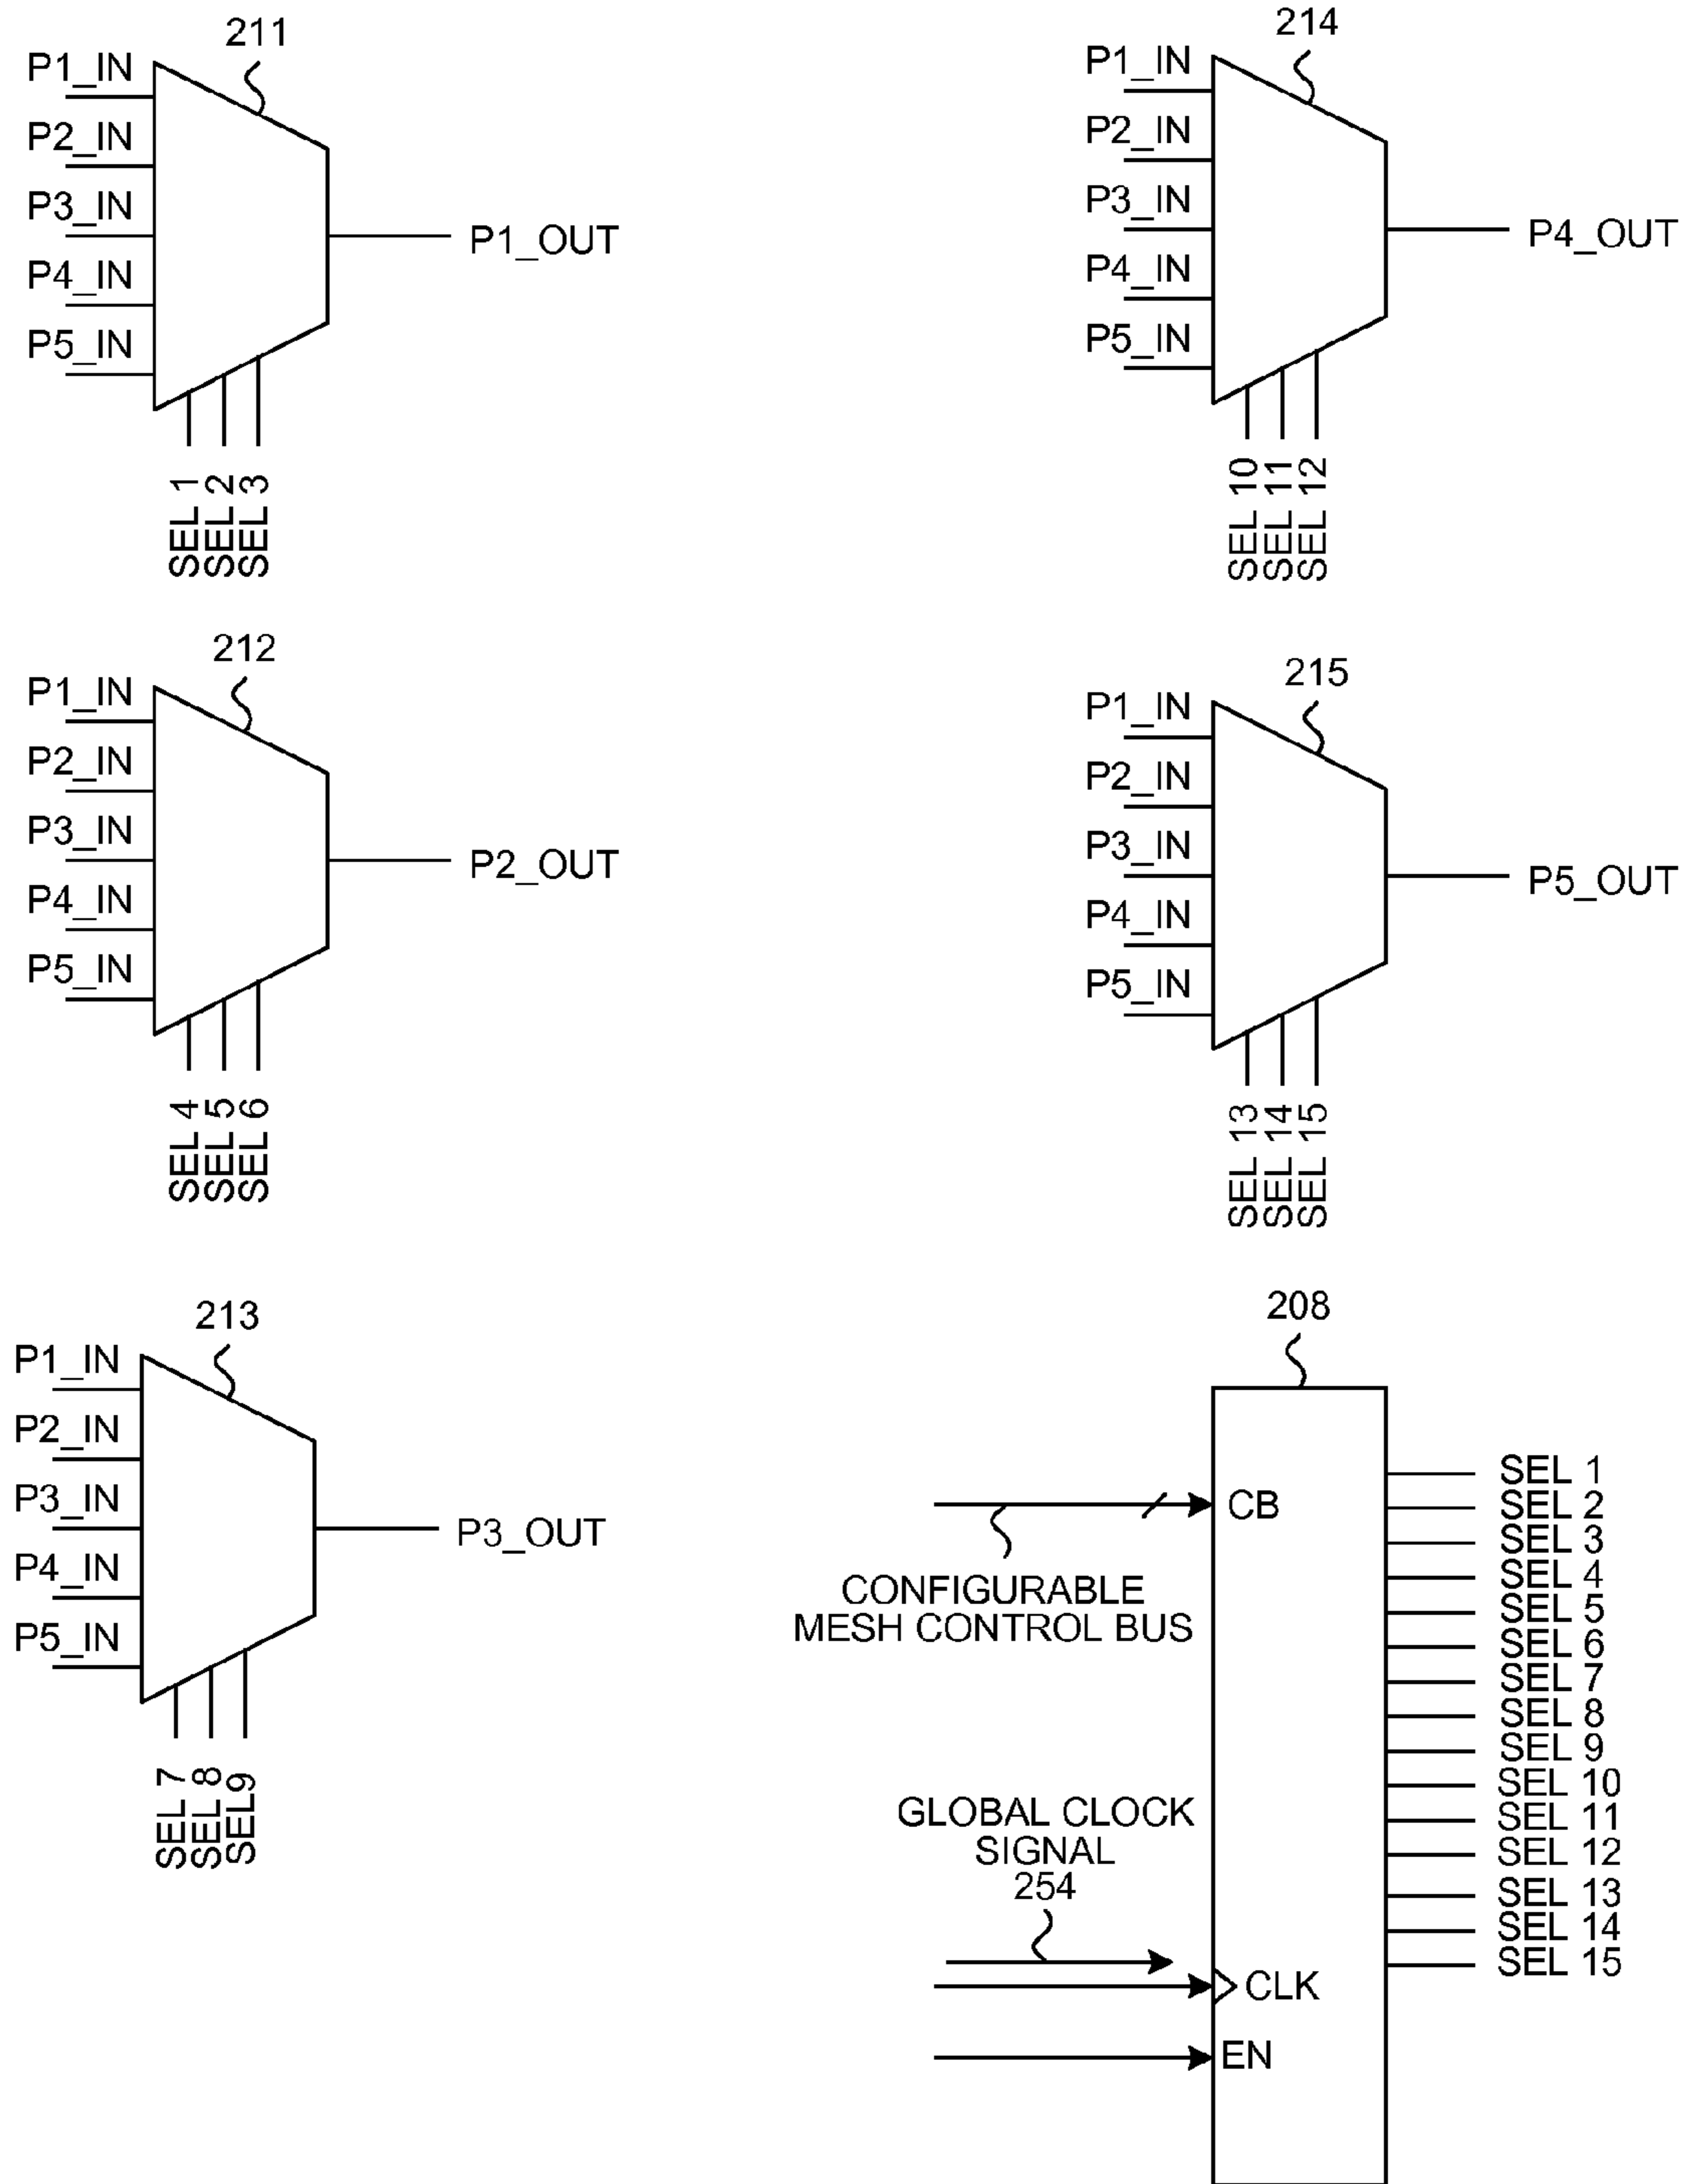 211
P1_IN
P2_IN
P3_IN
P4_IN
P5_IN
P1_OUT
SEL 1
SEL 2
SEL 3
214
P1_IN
P2_IN
P3_IN
P4_IN
P5_IN
P4_OUT
SEL 10
SEL 11
SEL 12
212
P1_IN
P2_IN
P3_IN
P4_IN
P5_IN
P2_OUT
SEL 4
SEL 5
SEL 6
215
P1_IN
P2_IN
P3_IN
P4_IN
P5_IN
P5_OUT
SEL 13
SEL 14
SEL 15
213
P1_IN
P2_IN
P3_IN
P4_IN
P5_IN
P3_OUT
SEL 7
SEL 8
SEL9
208
CB
CONFIGURABLE
MESH CONTROL BUS
GLOBAL CLOCK
SIGNAL
254
CLK
EN
SEL 1
SEL 2
SEL 3
SEL 4
SEL 5
SEL 6
SEL 7
SEL 8
SEL 9
SEL 10
SEL 11
SEL 12
SEL 13
SEL 14
SEL 15